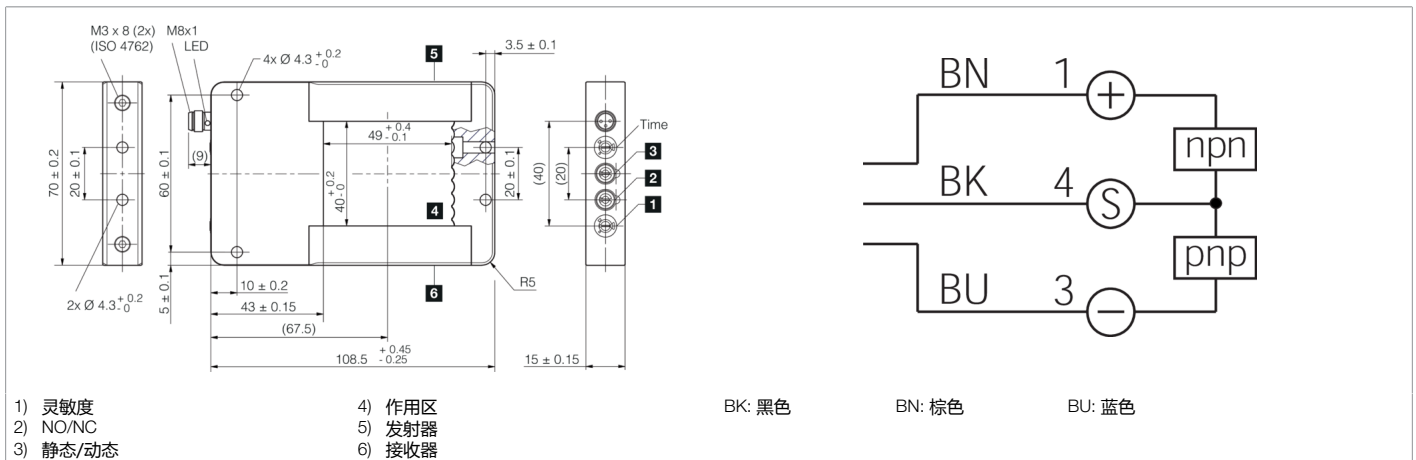 M3 x 8 (2x)
(ISO 4762)
M8x1
LED
4x Ø 4.3 + 0.2 - 0
5
3.5 ± 0.1
70 ± 0.2
20 ± 0.1
60 ± 0.1
(9)
49 + 0.4 - 0.1
40 + 0.2 - 0
4
20 ± 0.1
(40)
(20)
Time
3
2
1
2x Ø 4.3 + 0.2 - 0
5 ± 0.1
10 ± 0.2
43 ± 0.15
(67.5)
108.5 + 0.45 - 0.25
6
R5
15 ± 0.15
BN 1 +
npn
BK 4 S
pnp
BU 3 −
1) 灵敏度
2) NO/NC
3) 静态/动态
4) 作用区
5) 发射器
6) 接收器
BK: 黑色
BN: 棕色
BU: 蓝色